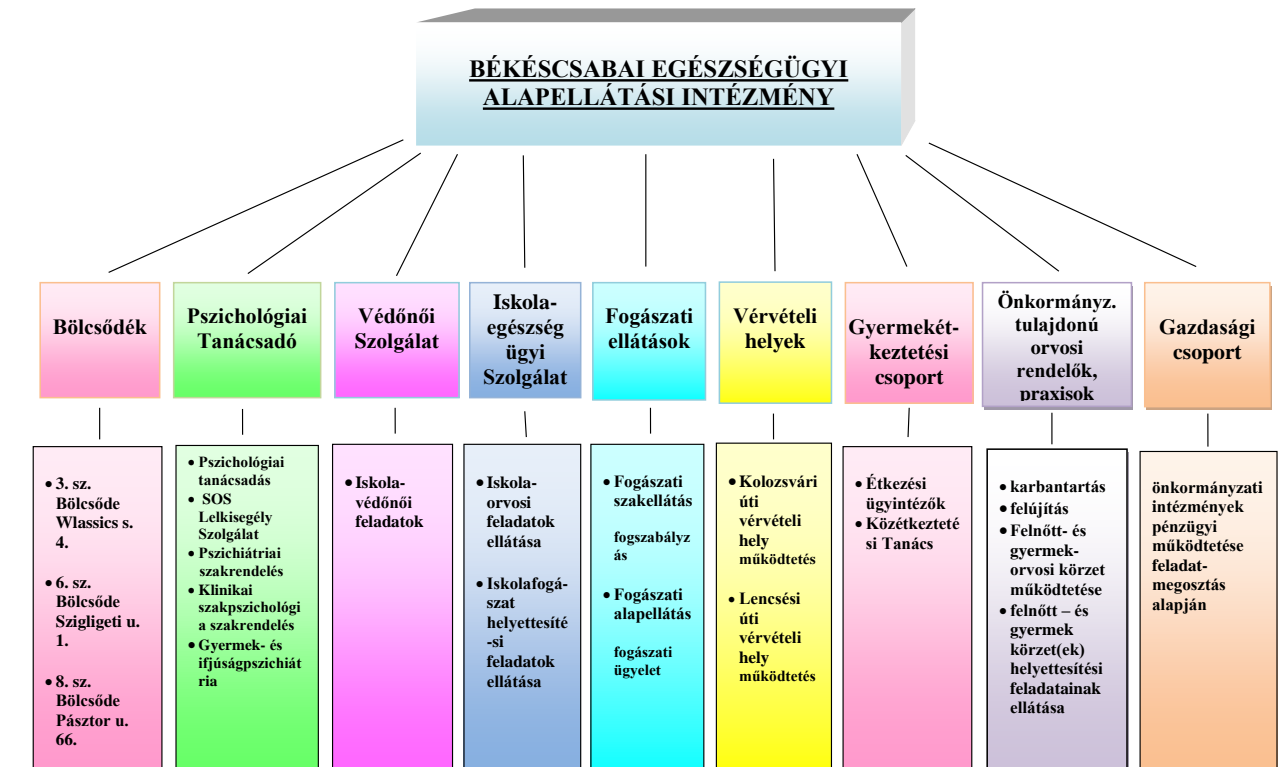 BÉKÉSCSABAI EGÉSZSÉGÜGYI
ALAPELLÁTÁSI INTÉZMÉNY
Bölcsődék
Pszichológiai
Tanácsadó
Védőnői
Szolgálat
Iskola-
egészség
ügyi
Szolgálat
Fogászati
ellátások
Vérvételi
helyek
Gyermekét-
keztetési
csoport
Önkormányz.
tulajdonú
orvosi
rendelők,
praxisok
Gazdasági
csoport
• 3. sz.
Bölcsőde
Wlassics s.
4.
• 6. sz.
Bölcsőde
Szigligeti u.
1.
• 8. sz.
Bölcsőde
Pásztor u.
66.
• Pszichológiai
tanácsadás
• SOS
Lelkisegély
Szolgálat
• Pszichiátriai
szakrendelés
• Klinikai
szakpszichológi
a szakrendelés
• Gyermek- és
ifjúságpszichiát
ria
• Iskola-
védőnői
feladatok
• Iskola-
orvosi
feladatok
ellátása
• Iskolafogá-
szat
helyettesíté
-si
feladatok
ellátása
• Fogászati
szakellátás
fogszabályz
ás
• Fogászati
alapellátás
fogászati
ügyelet
• Kolozsvári
úti
vérvételi
hely
működtetés
• Lencsési
úti
vérvételi
hely
működtetés
• Étkezési
ügyintézők
• Közétkezteté
si Tanács
• karbantartás
• felújítás
• Felnőtt- és
gyermek-
orvosi körzet
működtetése
• felnőtt – és
gyermek
körzet(ek)
helyettesítési
feladatainak
ellátása
önkormányzati
intézmények
pénzügyi
működtetése
feladat-
megosztás
alapján